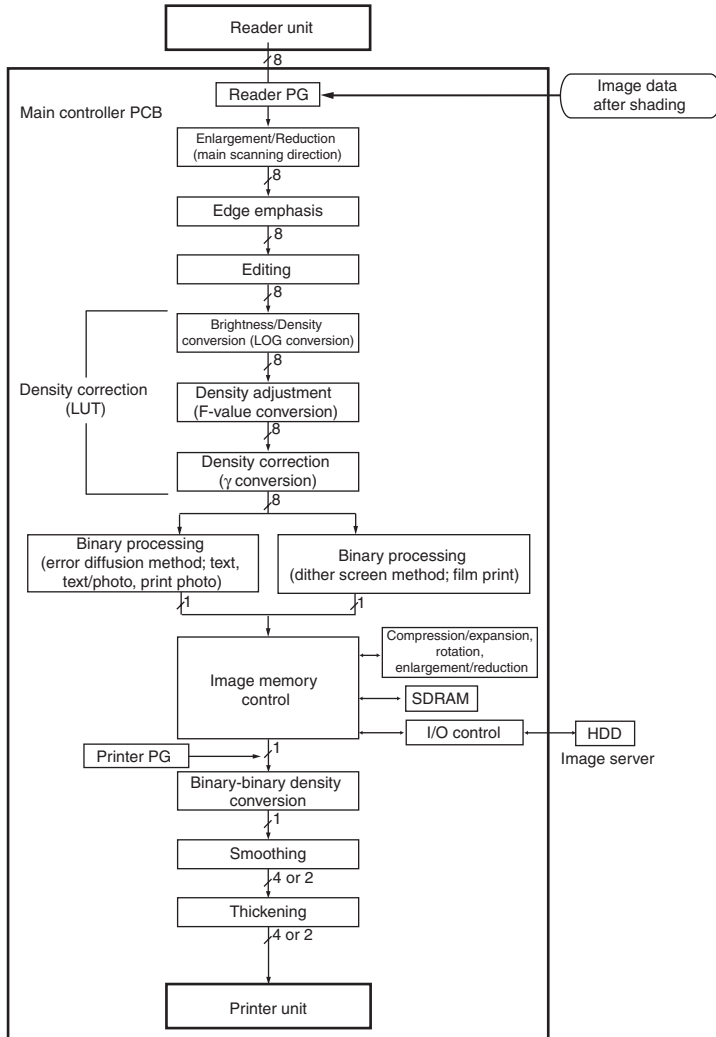 Reader unit
8
Reader PG
Image data
after shading
Main controller PCB
Enlargement/Reduction
(main scanning direction)
8
Edge emphasis
8
Editing
8
Brightness/Density
conversion (LOG conversion)
8
Density correction
(LUT)
Density adjustment
(F-value conversion)
8
Density correction
(γ conversion)
8
Binary processing
(error diffusion method; text,
text/photo, print photo)
1
Binary processing
(dither screen method; film print)
1
Image memory
control
Compression/expansion,
rotation,
enlargement/reduction
SDRAM
I/O control
HDD
Image server
Printer PG
1
Binary-binary density
conversion
1
Smoothing
4 or 2
Thickening
4 or 2
Printer unit